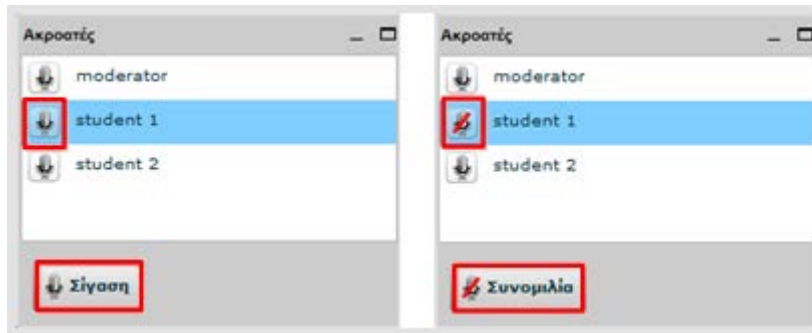 Ακροατές
moderator
student 1
student 2
Σίγαση
Ακροατές
moderator
student 1
student 2
Συνομιλία